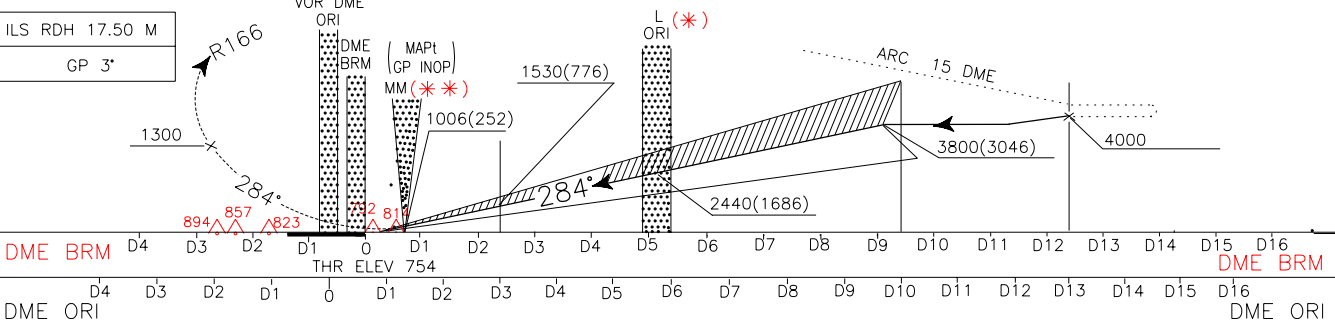 ILS RDH 17.50 M
GP 3°
R166
1300
284°
VOR DME
ORI
DME
BRM
( MAPt
GP INOP )
MM (**)
1006(252)
1530(776)
L
ORI (*)
ARC 15 DME
4000
3800(3046)
2440(1686)
284°
894 857 823 792 81
DME BRM D4 D3 D2 D1 0 D1 D2 D3 D4 D5 D6 D7 D8 D9 D10 D11 D12 D13 D14 D15 D16 DME BRM
THR ELEV 754
D4 D3 D2 D1 0 D1 D2 D3 D4 D5 D6 D7 D8 D9 D10 D11 D12 D13 D14 D15 D16
DME ORI DME ORI